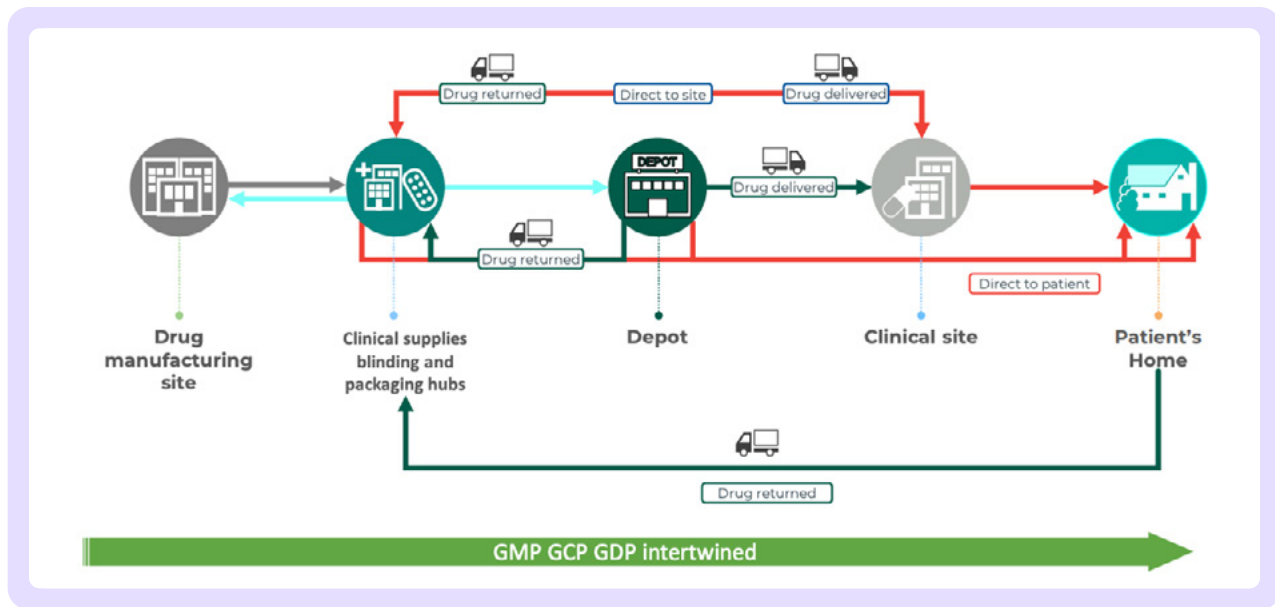 Drug returned
Direct to site
Drug delivered
DEPOT
Drug delivered
Drug returned
Direct to patient
Drug
manufacturing
site
Clinical supplies
blinding and
packaging hubs
Depot
Clinical site
Patient’s
Home
Drug returned
GMP GCP GDP intertwined